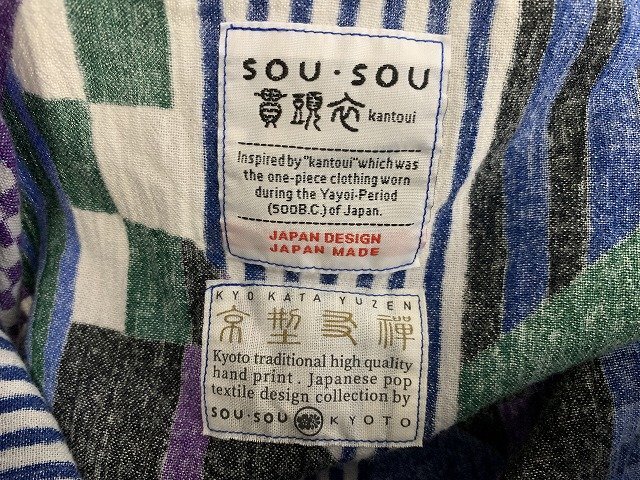 SOU・SOU
貫頭衣 kantoui
Inspired by "kantoui" which was
the one-piece clothing worn
during the Yayoi-Period
(500B.C.) of Japan.
JAPAN DESIGN
JAPAN MADE
KYO KATA YUZEN
京型友禅
Kyoto traditional high quality
hand print. Japanese pop
textile design collection by
SOU・SOU KYOTO